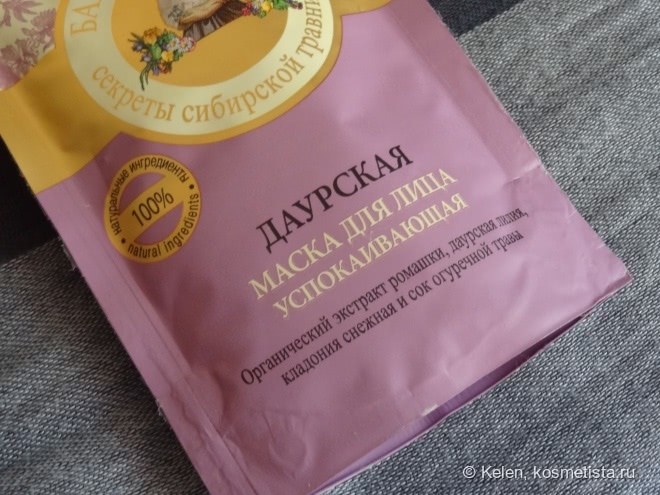 секреты сибирской травни
натуральные ингредиенты
100%
natural ingredients
ДАУРСКАЯ
МАСКА ДЛЯ ЛИЦА
УСПОКАИВАЮЩАЯ
Органический экстракт ромашки, даурская лилия,
кладония снежная и сок огуречной травы
© Kelen, kosmetista.ru